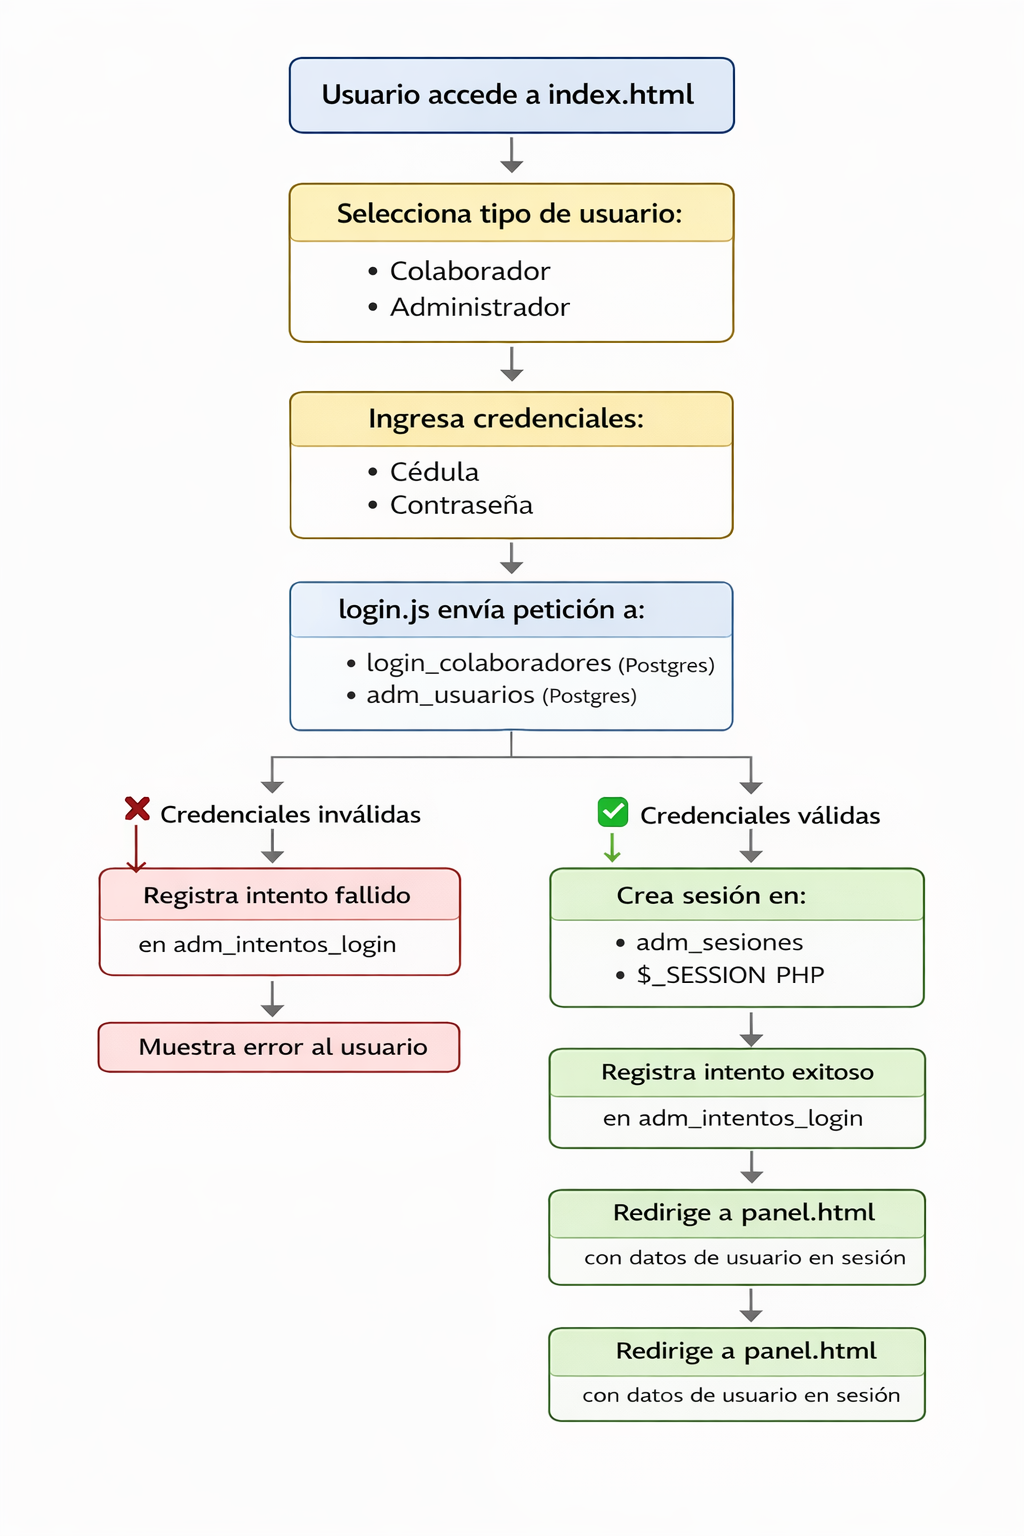 Usuario accede a index.html
Selecciona tipo de usuario:
• Colaborador
• Administrador
Ingresa credenciales:
• Cédula
• Contraseña
login.js envía petición a:
• login_colaboradores (Postgres)
• adm_usuarios (Postgres)
Credenciales inválidas
Registra intento fallido
en adm_intentos_login
Muestra error al usuario
Credenciales válidas
Crea sesión en:
• adm_sesiones
• $_SESSION PHP
Registra intento exitoso
en adm_intentos_login
Redirige a panel.html
con datos de usuario en sesión
Redirige a panel.html
con datos de usuario en sesión